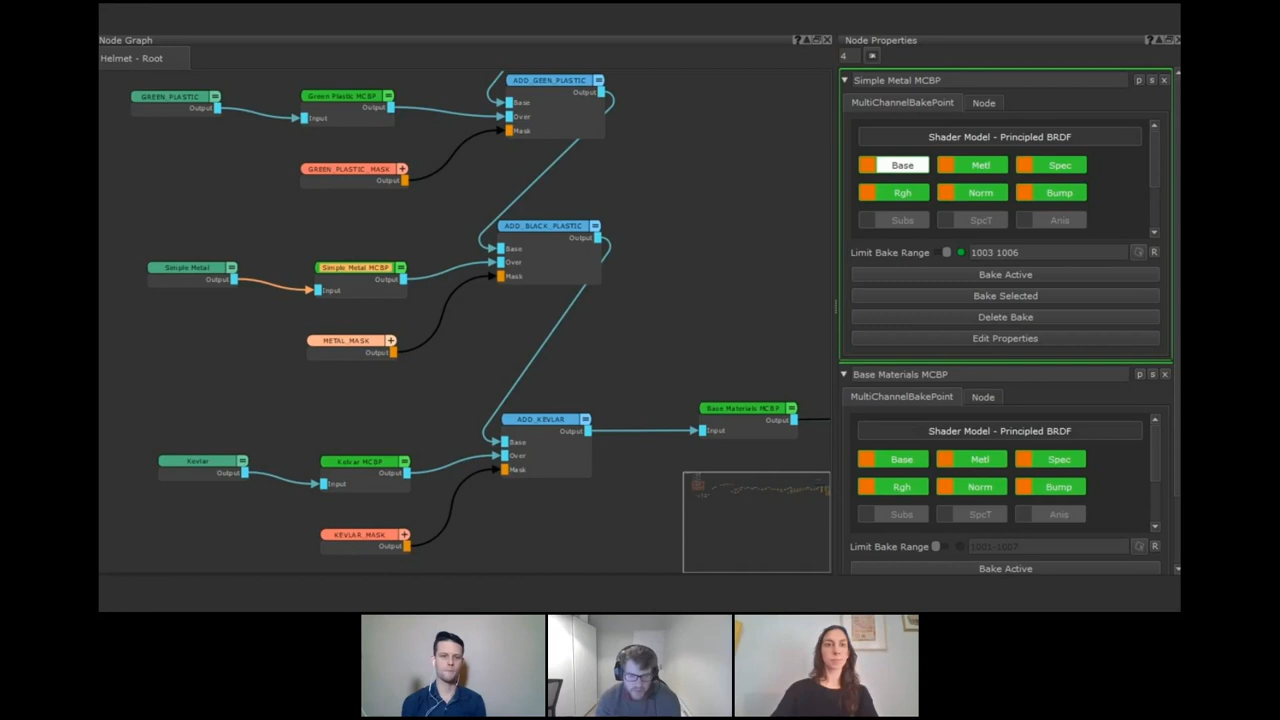 Node Graph
Helmet - Root
GREEN_PLASTIC
Output
Green Plastic MCBP
Output
Input
GREEN_PLASTIC_MASK
Output
ADD_GEEN_PLASTIC
Output
Base
Over
Mask
ADD_BLACK_PLASTIC
Output
Base
Over
Mask
Simple Metal
Output
Simple Metal MCBP
Output
Input
METAL_MASK
Output
ADD_KEVLAR
Output
Base
Over
Mask
Base Materials MCBP
Output
Input
Kevlar
Output
Kelvar MCBP
Output
Input
KEVLAR_MASK
Output
Node Properties
4
Simple Metal MCBP
p s x
MultiChannelBakePoint Node
Shader Model - Principled BRDF
Base Metl Spec
Rgh Norm Bump
Subs SpcT Anis
Limit Bake Range 1003 1006 R
Bake Active
Bake Selected
Delete Bake
Edit Properties
Base Materials MCBP
p s x
MultiChannelBakePoint Node
Shader Model - Principled BRDF
Base Metl Spec
Rgh Norm Bump
Subs SpcT Anis
Limit Bake Range 1001-1007 R
Bake Active